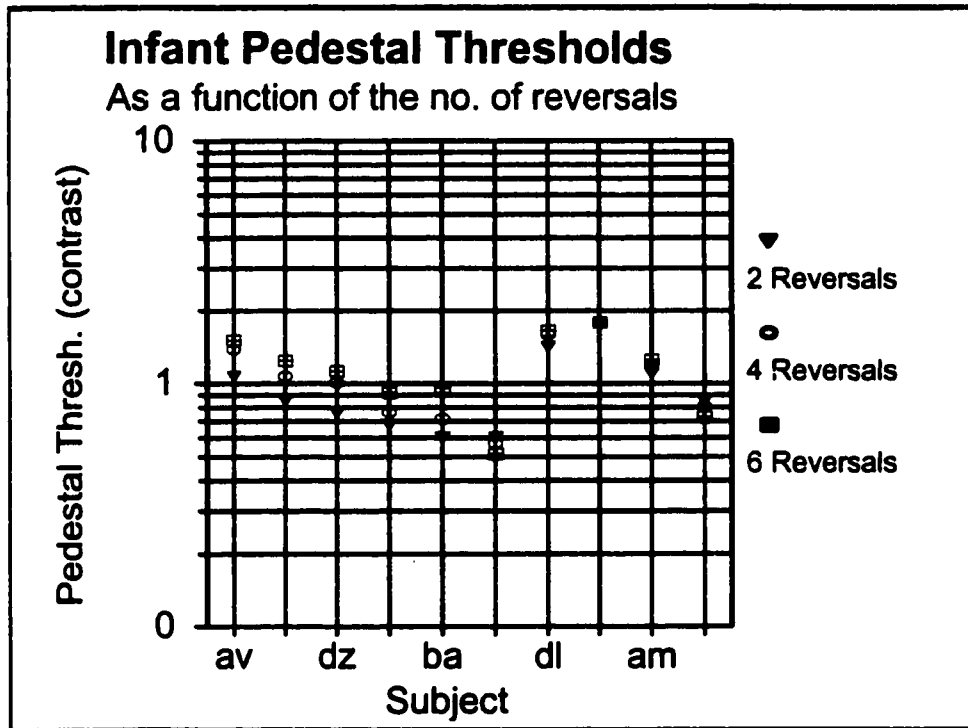 Infant Pedestal Thresholds
As a function of the no. of reversals
Pedestal Thresh. (contrast)
10
1
0
2 Reversals
4 Reversals
6 Reversals
av dz ba dl am
Subject